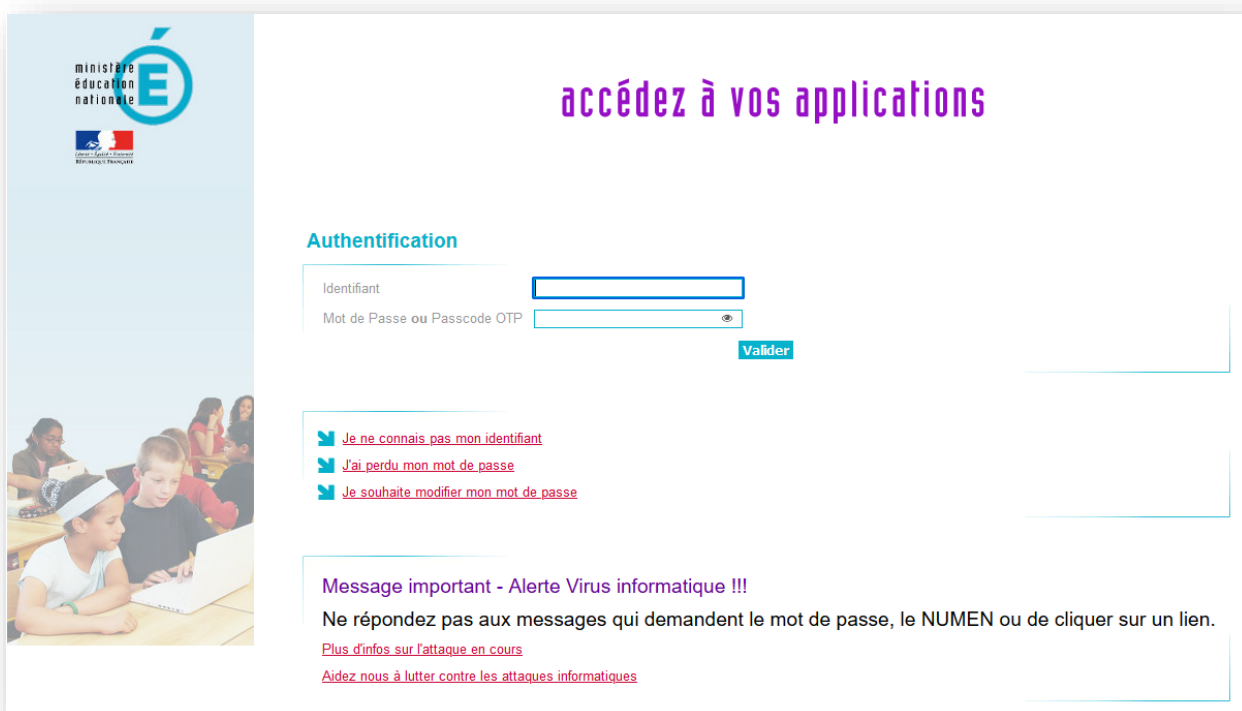 ministère
éducation
nationale
É
Liberté • Égalité • Fraternité
RÉPUBLIQUE FRANÇAISE
accédez à vos applications
Authentification
Identifiant
Mot de Passe ou Passcode OTP
Valider
Je ne connais pas mon identifiant
J'ai perdu mon mot de passe
Je souhaite modifier mon mot de passe
Message important - Alerte Virus informatique !!!
Ne répondez pas aux messages qui demandent le mot de passe, le NUMEN ou de cliquer sur un lien.
Plus d'infos sur l'attaque en cours
Aidez nous à lutter contre les attaques informatiques